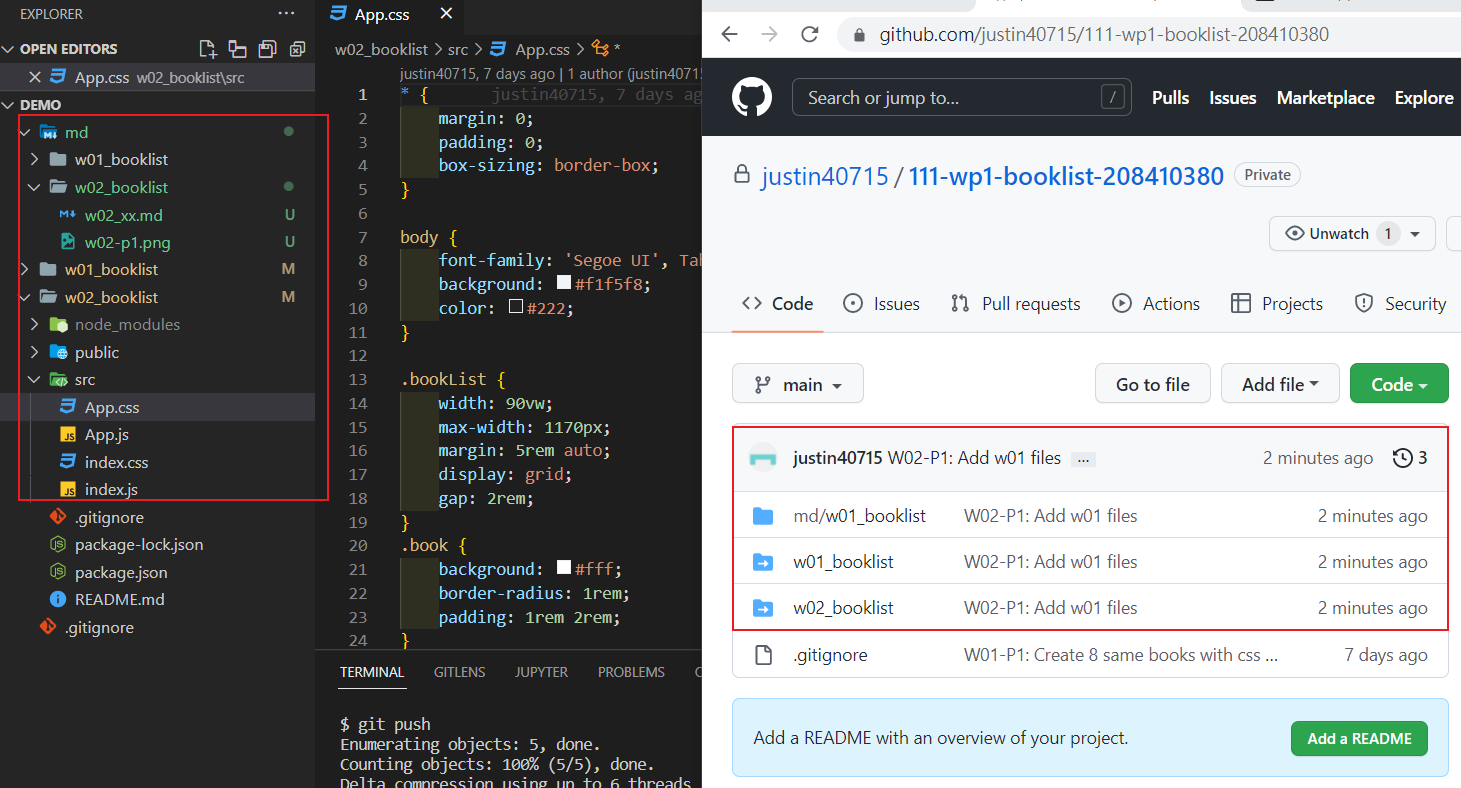 EXPLORER
OPEN EDITORS
App.css w02_booklist\src
DEMO
md
w01_booklist
w02_booklist
w02_xx.md U
w02-p1.png U
w01_booklist M
w02_booklist M
node_modules
public
src
App.css
App.js
index.css
index.js
.gitignore
package-lock.json
package.json
README.md
.gitignore
App.css
w02_booklist > src > App.css > *
justin40715, 7 days ago | 1 author (justin4071
1 * { justin40715, 7 days ag
2 margin: 0;
3 padding: 0;
4 box-sizing: border-box;
5 }
6
7 body {
8 font-family: 'Segoe UI', Tah
9 background: #f1f5f8;
10 color: #222;
11 }
12
13 .bookList {
14 width: 90vw;
15 max-width: 1170px;
16 margin: 5rem auto;
17 display: grid;
18 gap: 2rem;
19 }
20 .book {
21 background: #fff;
22 border-radius: 1rem;
23 padding: 1rem 2rem;
24 }
TERMINAL GITLENS JUPYTER PROBLEMS
$ git push
Enumerating objects: 5, done.
Counting objects: 100% (5/5), done.
Delta compression using up to 6 threads
github.com/justin40715/111-wp1-booklist-208410380
Search or jump to... /
Pulls Issues Marketplace Explore
justin40715 / 111-wp1-booklist-208410380 Private
Unwatch 1
Code Issues Pull requests Actions Projects Security
main Go to file Add file Code
justin40715 W02-P1: Add w01 files ... 2 minutes ago 3
md/w01_booklist W02-P1: Add w01 files 2 minutes ago
w01_booklist W02-P1: Add w01 files 2 minutes ago
w02_booklist W02-P1: Add w01 files 2 minutes ago
.gitignore W01-P1: Create 8 same books with css ... 7 days ago
Add a README with an overview of your project. Add a README